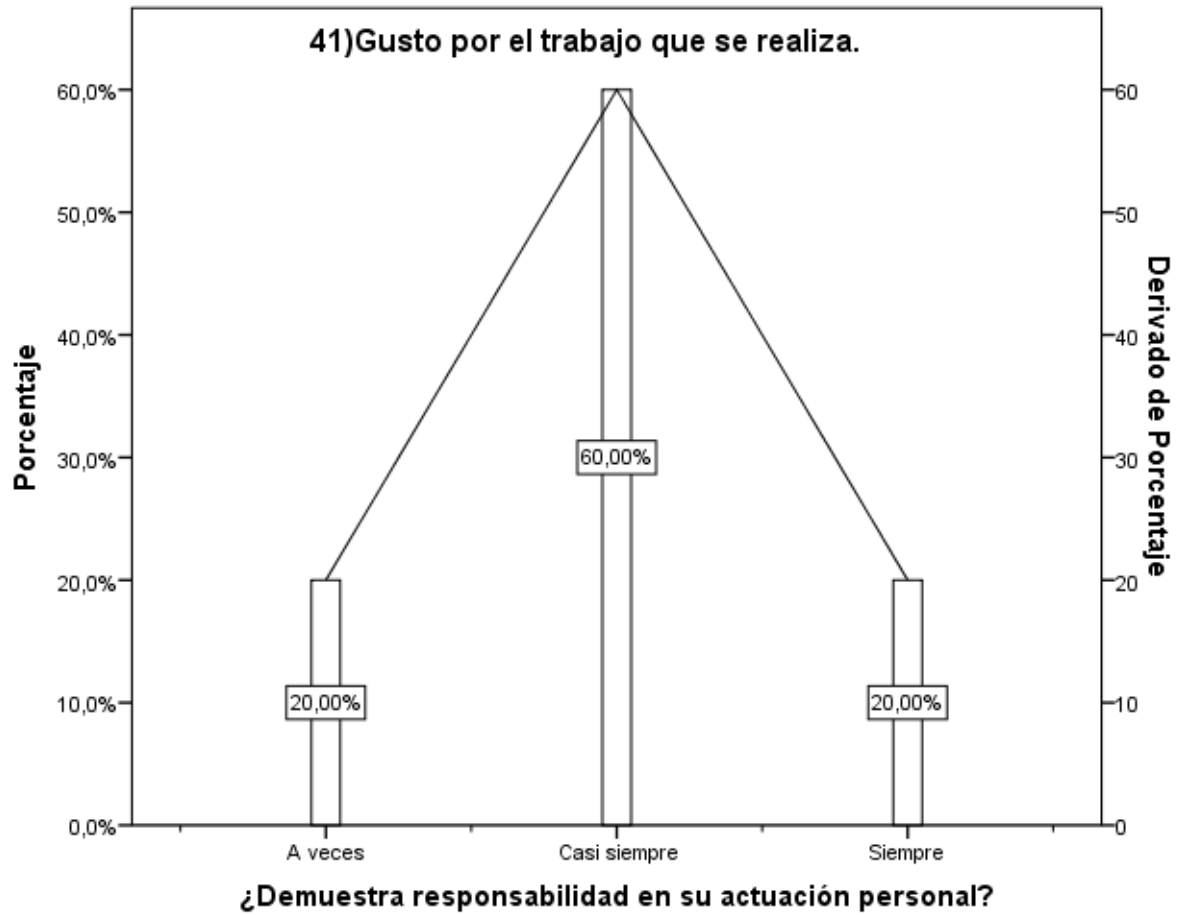 41)Gusto por el trabajo que se realiza.
Porcentaje
60,0%
50,0%
40,0%
30,0%
20,0%
10,0%
0,0%
20,00%
60,00%
20,00%
60
50
40
30
20
10
0
Derivado de Porcentaje
A veces
Casi siempre
Siempre
¿Demuestra responsabilidad en su actuación personal?